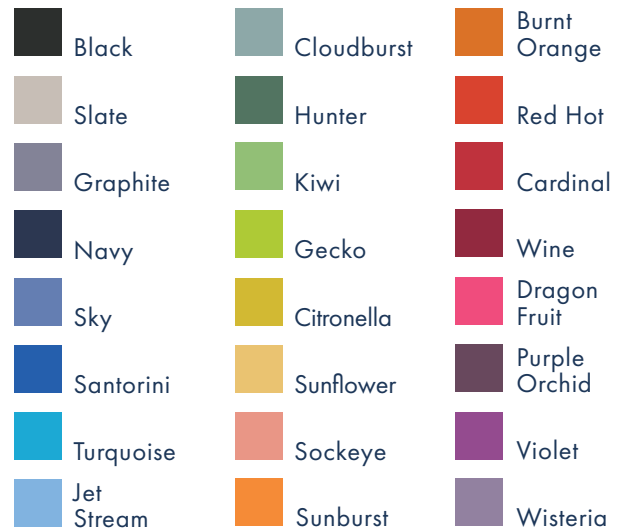 Black
Slate
Graphite
Navy
Sky
Santorini
Turquoise
Jet
Stream
Cloudburst
Hunter
Kiwi
Gecko
Citronella
Sunflower
Sockeye
Sunburst
Burnt
Orange
Red Hot
Cardinal
Wine
Dragon
Fruit
Purple
Orchid
Violet
Wisteria